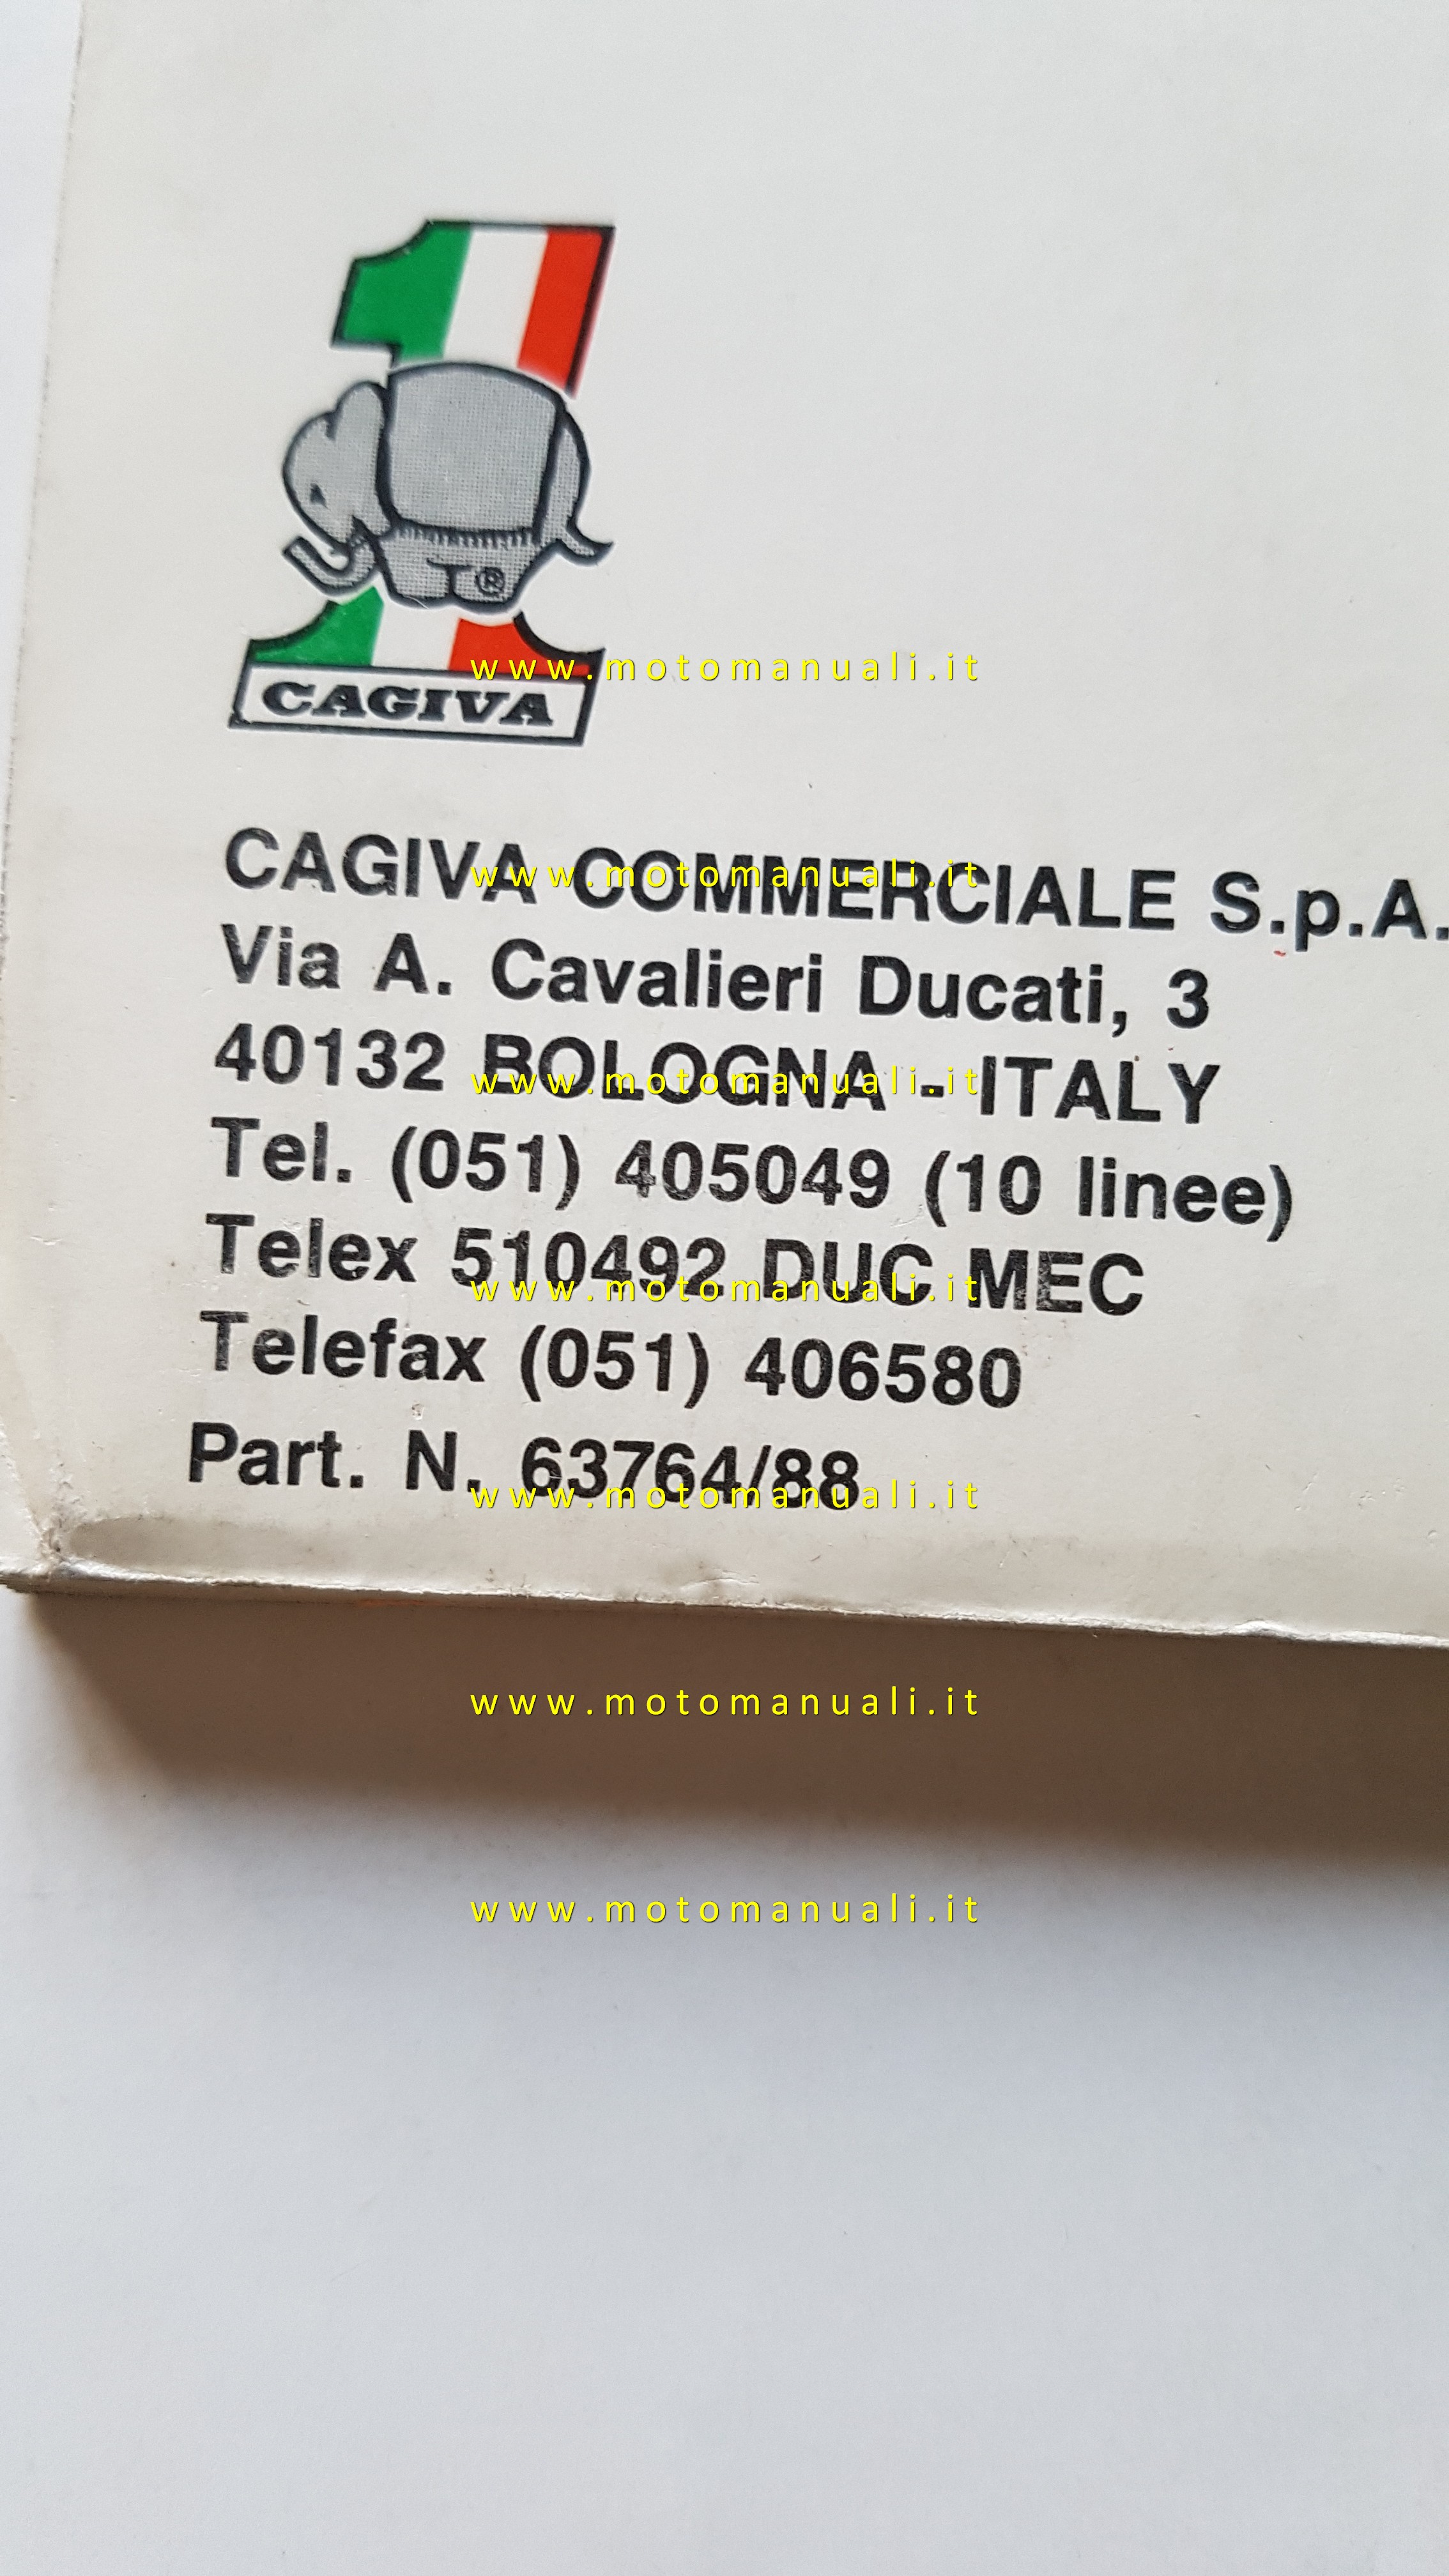 www.motomanuali.it
CAGIVA
CAGIVA COMMERCIALE S.p.A.
www.motomanuali.it
Via A. Cavalieri Ducati, 3
40132 BOLOGNA - ITALY
www.motomanuali.it
Tel. (051) 405049 (10 linee)
Telex 510492 DUC MEC
www.motomanuali.it
Telefax (051) 406580
Part. N. 63764/88
www.motomanuali.it
www.motomanuali.it
www.motomanuali.it